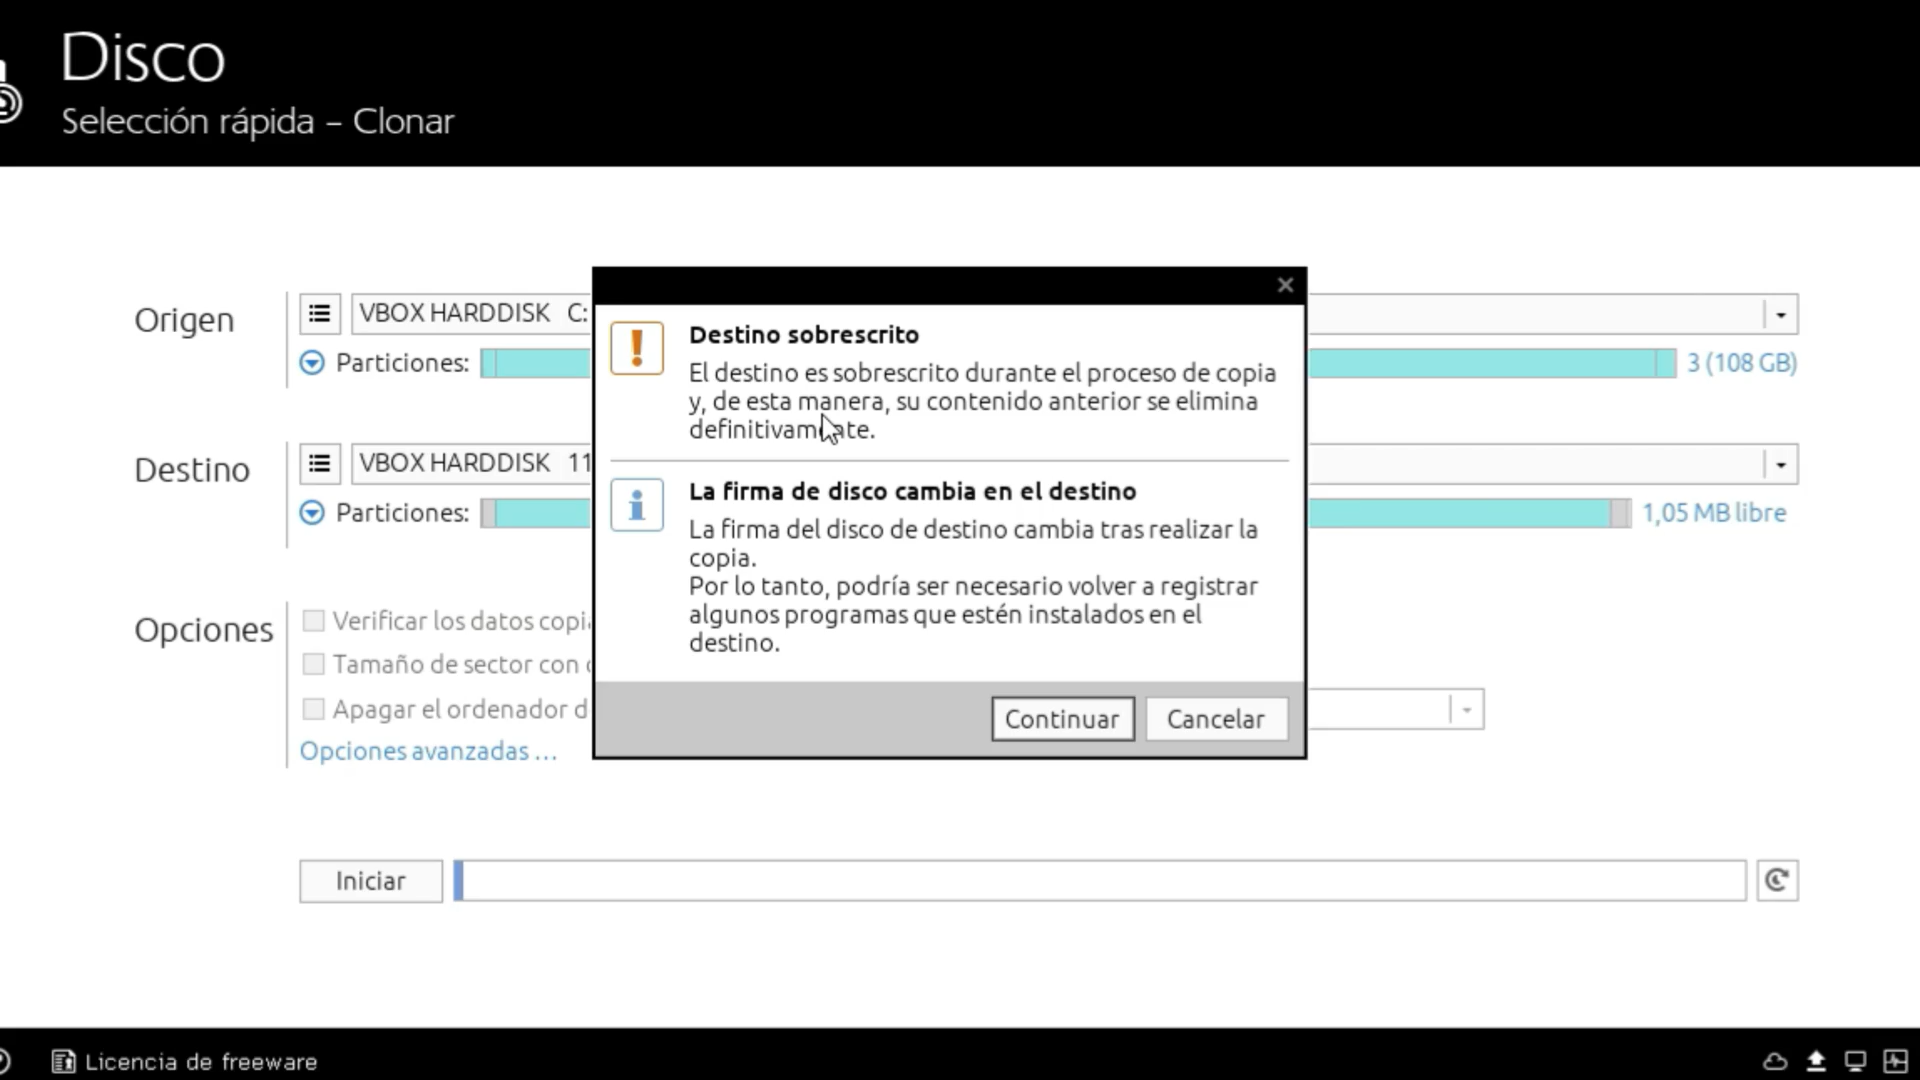 Disco
Selección rápida – Clonar
Origen
VBOX HARDDISK C:
Particiones:
3 (108 GB)
Destino sobrescrito
El destino es sobrescrito durante el proceso de copia
y, de esta manera, su contenido anterior se elimina
definitivamente.
Destino
VBOX HARDDISK 11
Particiones:
1,05 MB libre
La firma de disco cambia en el destino
La firma del disco de destino cambia tras realizar la
copia.
Por lo tanto, podría ser necesario volver a registrar
algunos programas que estén instalados en el
destino.
Continuar
Cancelar
Opciones
Verificar los datos copi
Tamaño de sector con
Apagar el ordenador d
Opciones avanzadas ...
Iniciar
Licencia de freeware